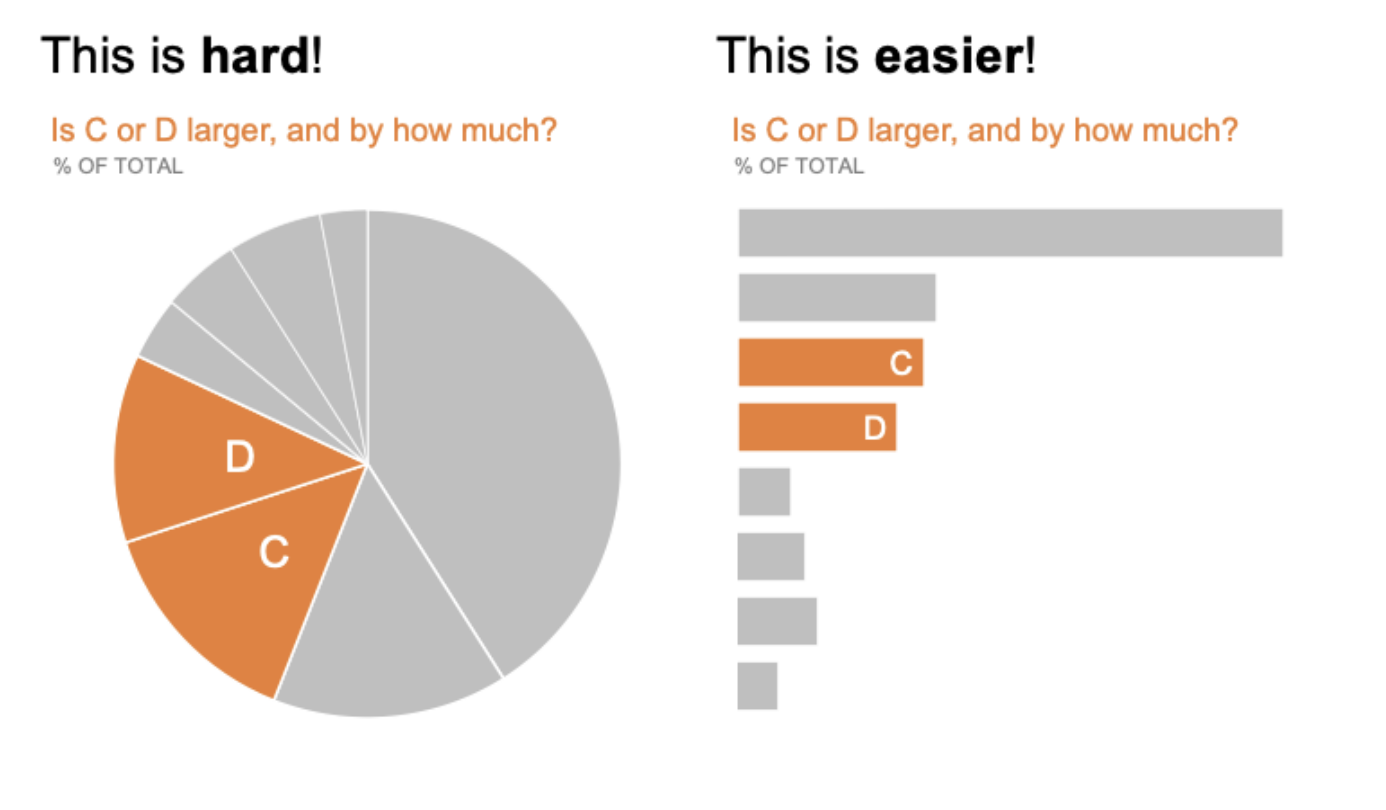 This is hard!
Is C or D larger, and by how much?
% OF TOTAL
D
C
This is easier!
Is C or D larger, and by how much?
% OF TOTAL
C
D